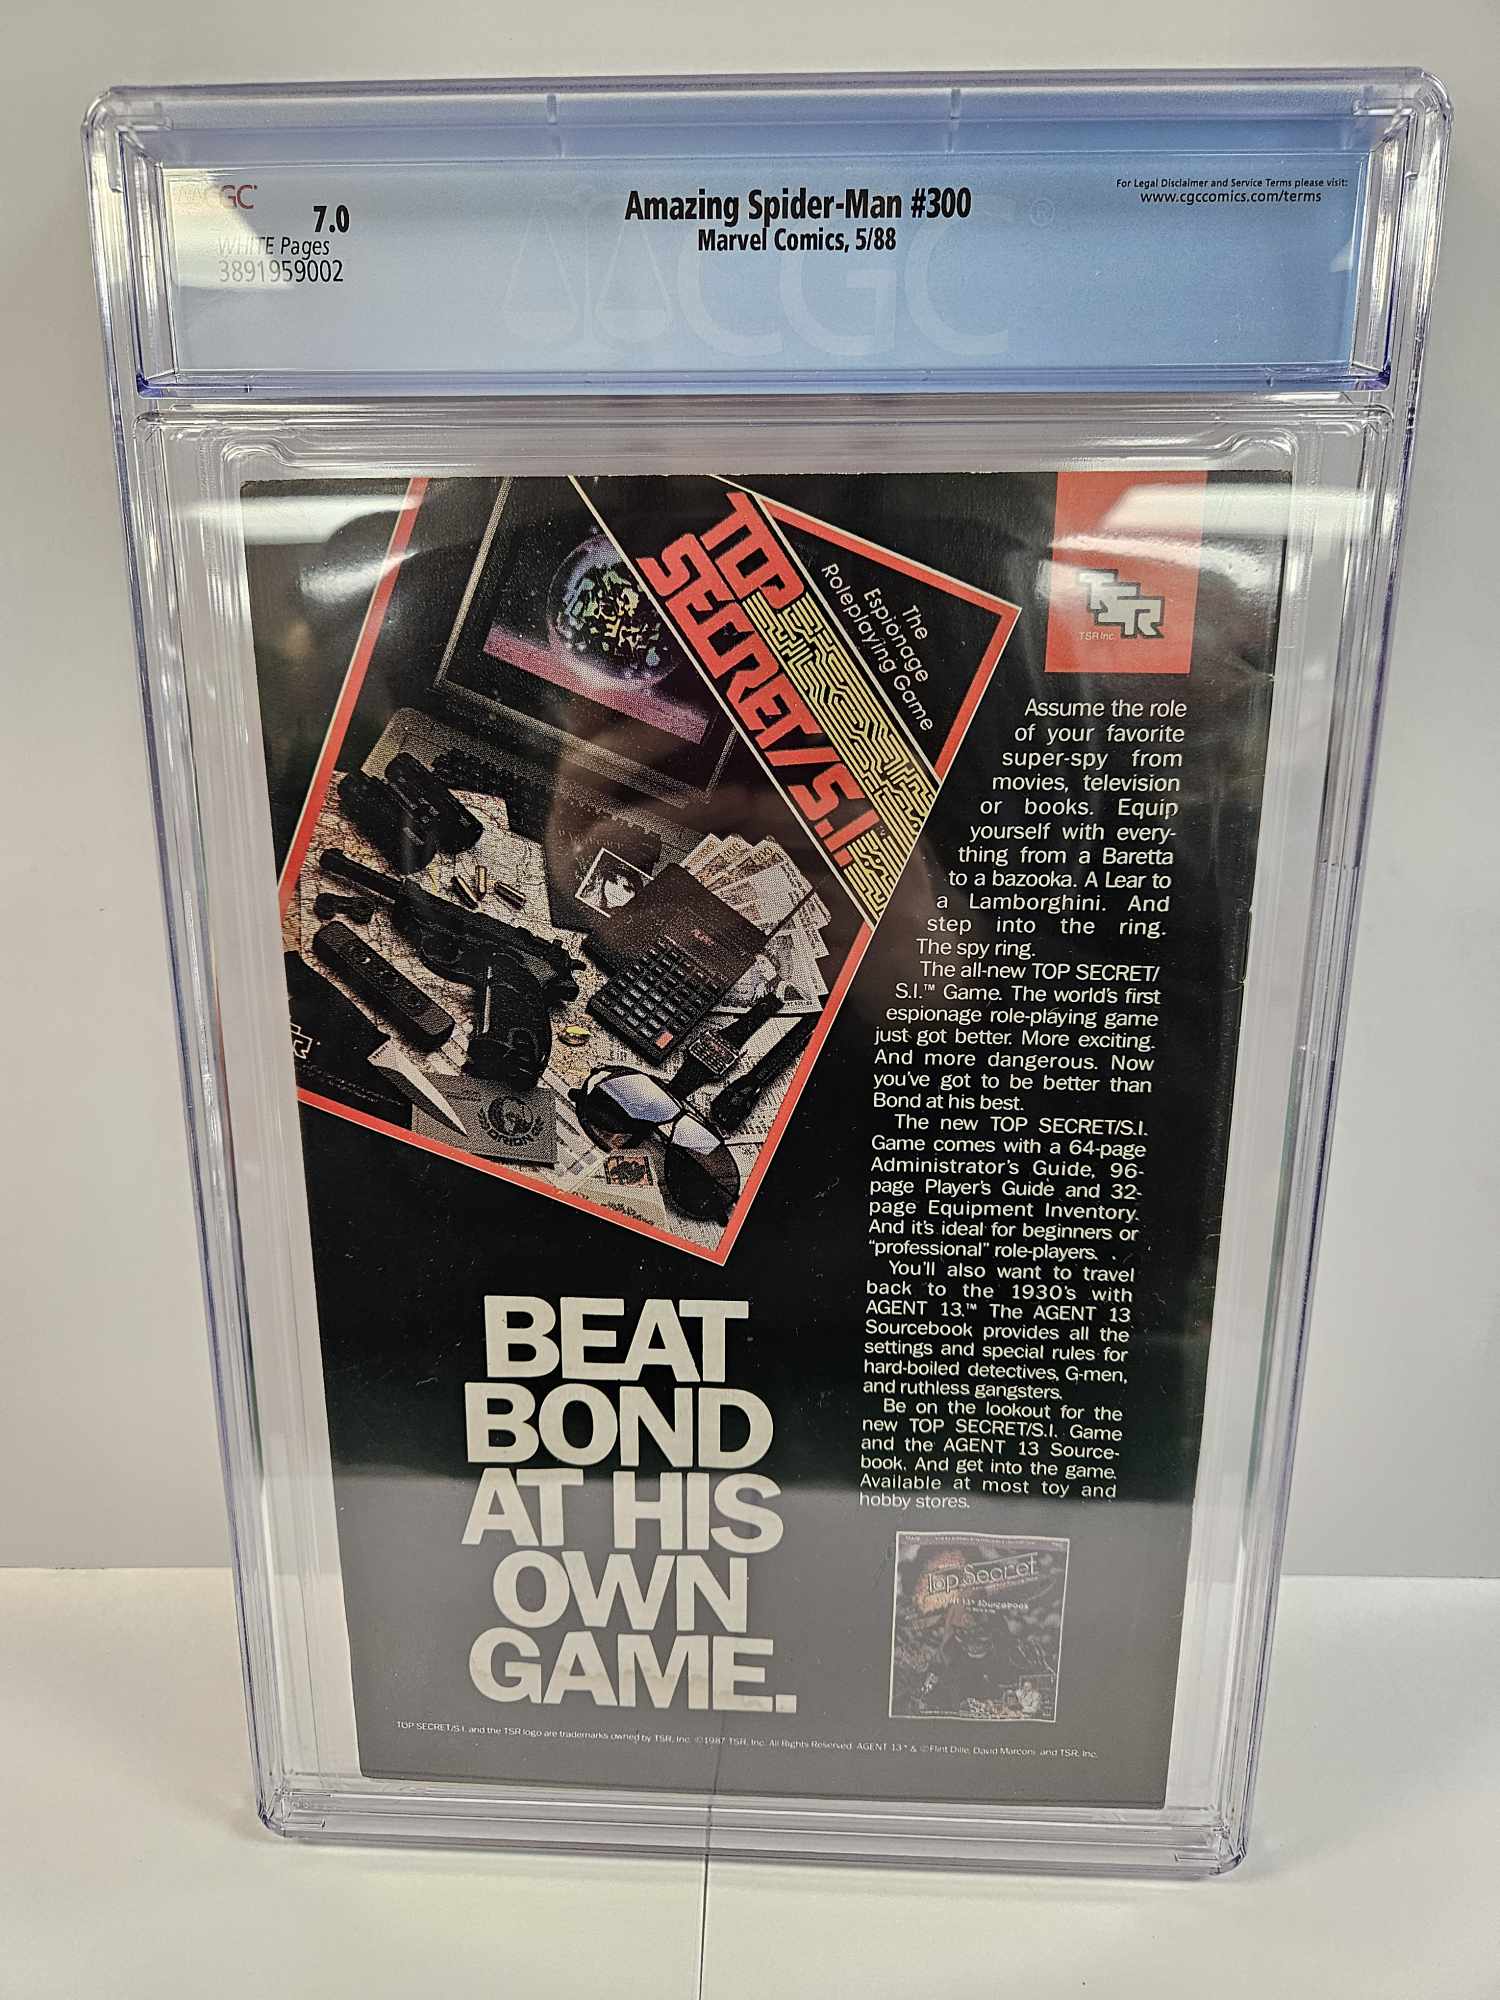 CGC
7.0
WHITE Pages
3891959002
Amazing Spider-Man #300
Marvel Comics, 5/88
For Legal Disclaimer and Service Terms please visit:
www.cgccomics.com/terms
CGC
TOP
SECRET/S.I.™
The
Espionage
Roleplaying Game
TSR
TSR Inc.
Assume the role
of your favorite
super-spy from
movies, television
or books. Equip
yourself with every-
thing from a Baretta
to a bazooka. A Lear to
a Lamborghini. And
step into the ring.
The spy ring.
The all-new TOP SECRET/
S.I.™ Game. The world's first
espionage role-playing game
just got better. More exciting.
And more dangerous. Now
you've got to be better than
Bond at his best.
The new TOP SECRET/S.I.
Game comes with a 64-page
Administrator's Guide, 96-
page Player's Guide and 32-
page Equipment Inventory.
And it's ideal for beginners or
"professional" role-players.
You'll also want to travel
back to the 1930's with
AGENT 13.™ The AGENT 13
Sourcebook provides all the
settings and special rules for
hard-boiled detectives, G-men,
and ruthless gangsters.
Be on the lookout for the
new TOP SECRET/S.I. Game
and the AGENT 13 Source-
book. And get into the game.
Available at most toy and
hobby stores.
ORION
BEAT
BOND
AT HIS
OWN
GAME.
Top Secret
TOP SECRET/S.I. and the TSR logo are trademarks owned by TSR, Inc. ©1987 TSR, Inc. All Rights Reserved. AGENT 13™ & ©Flint Dille, David Marconi, and TSR, Inc.